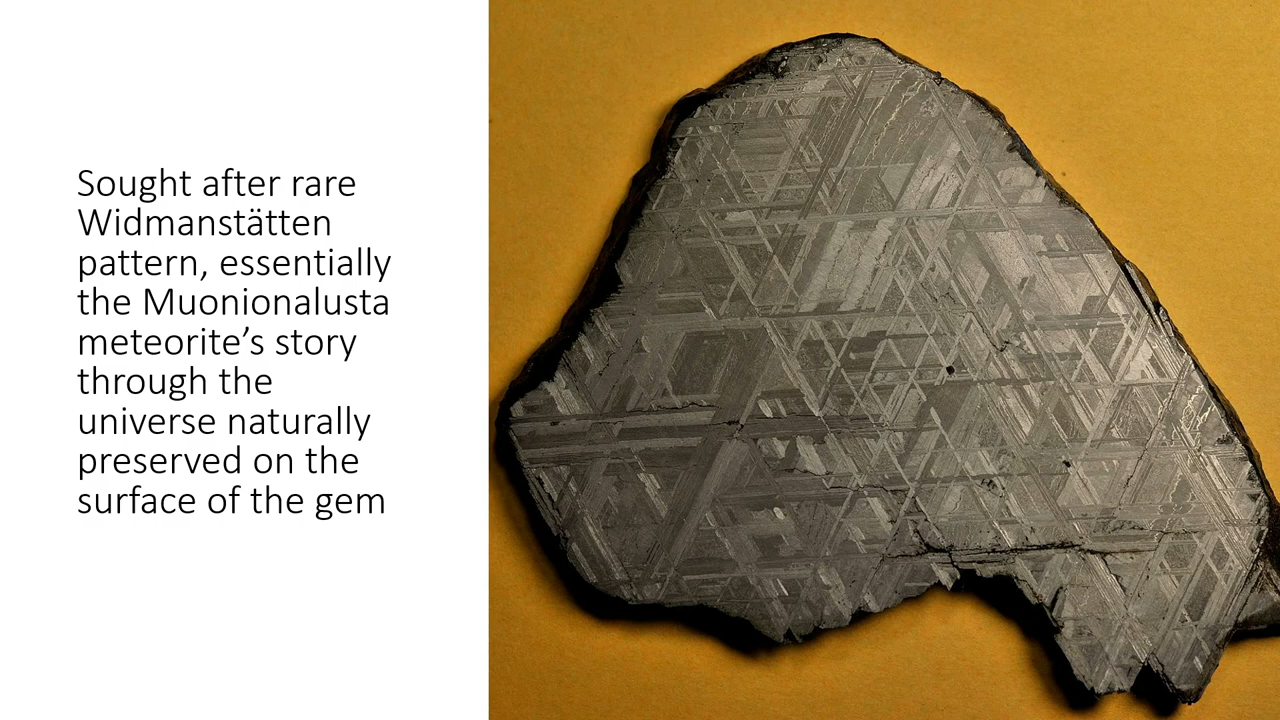 Sought after rare
Widmanstätten
pattern, essentially
the Muonionalusta
meteorite’s story
through the
universe naturally
preserved on the
surface of the gem